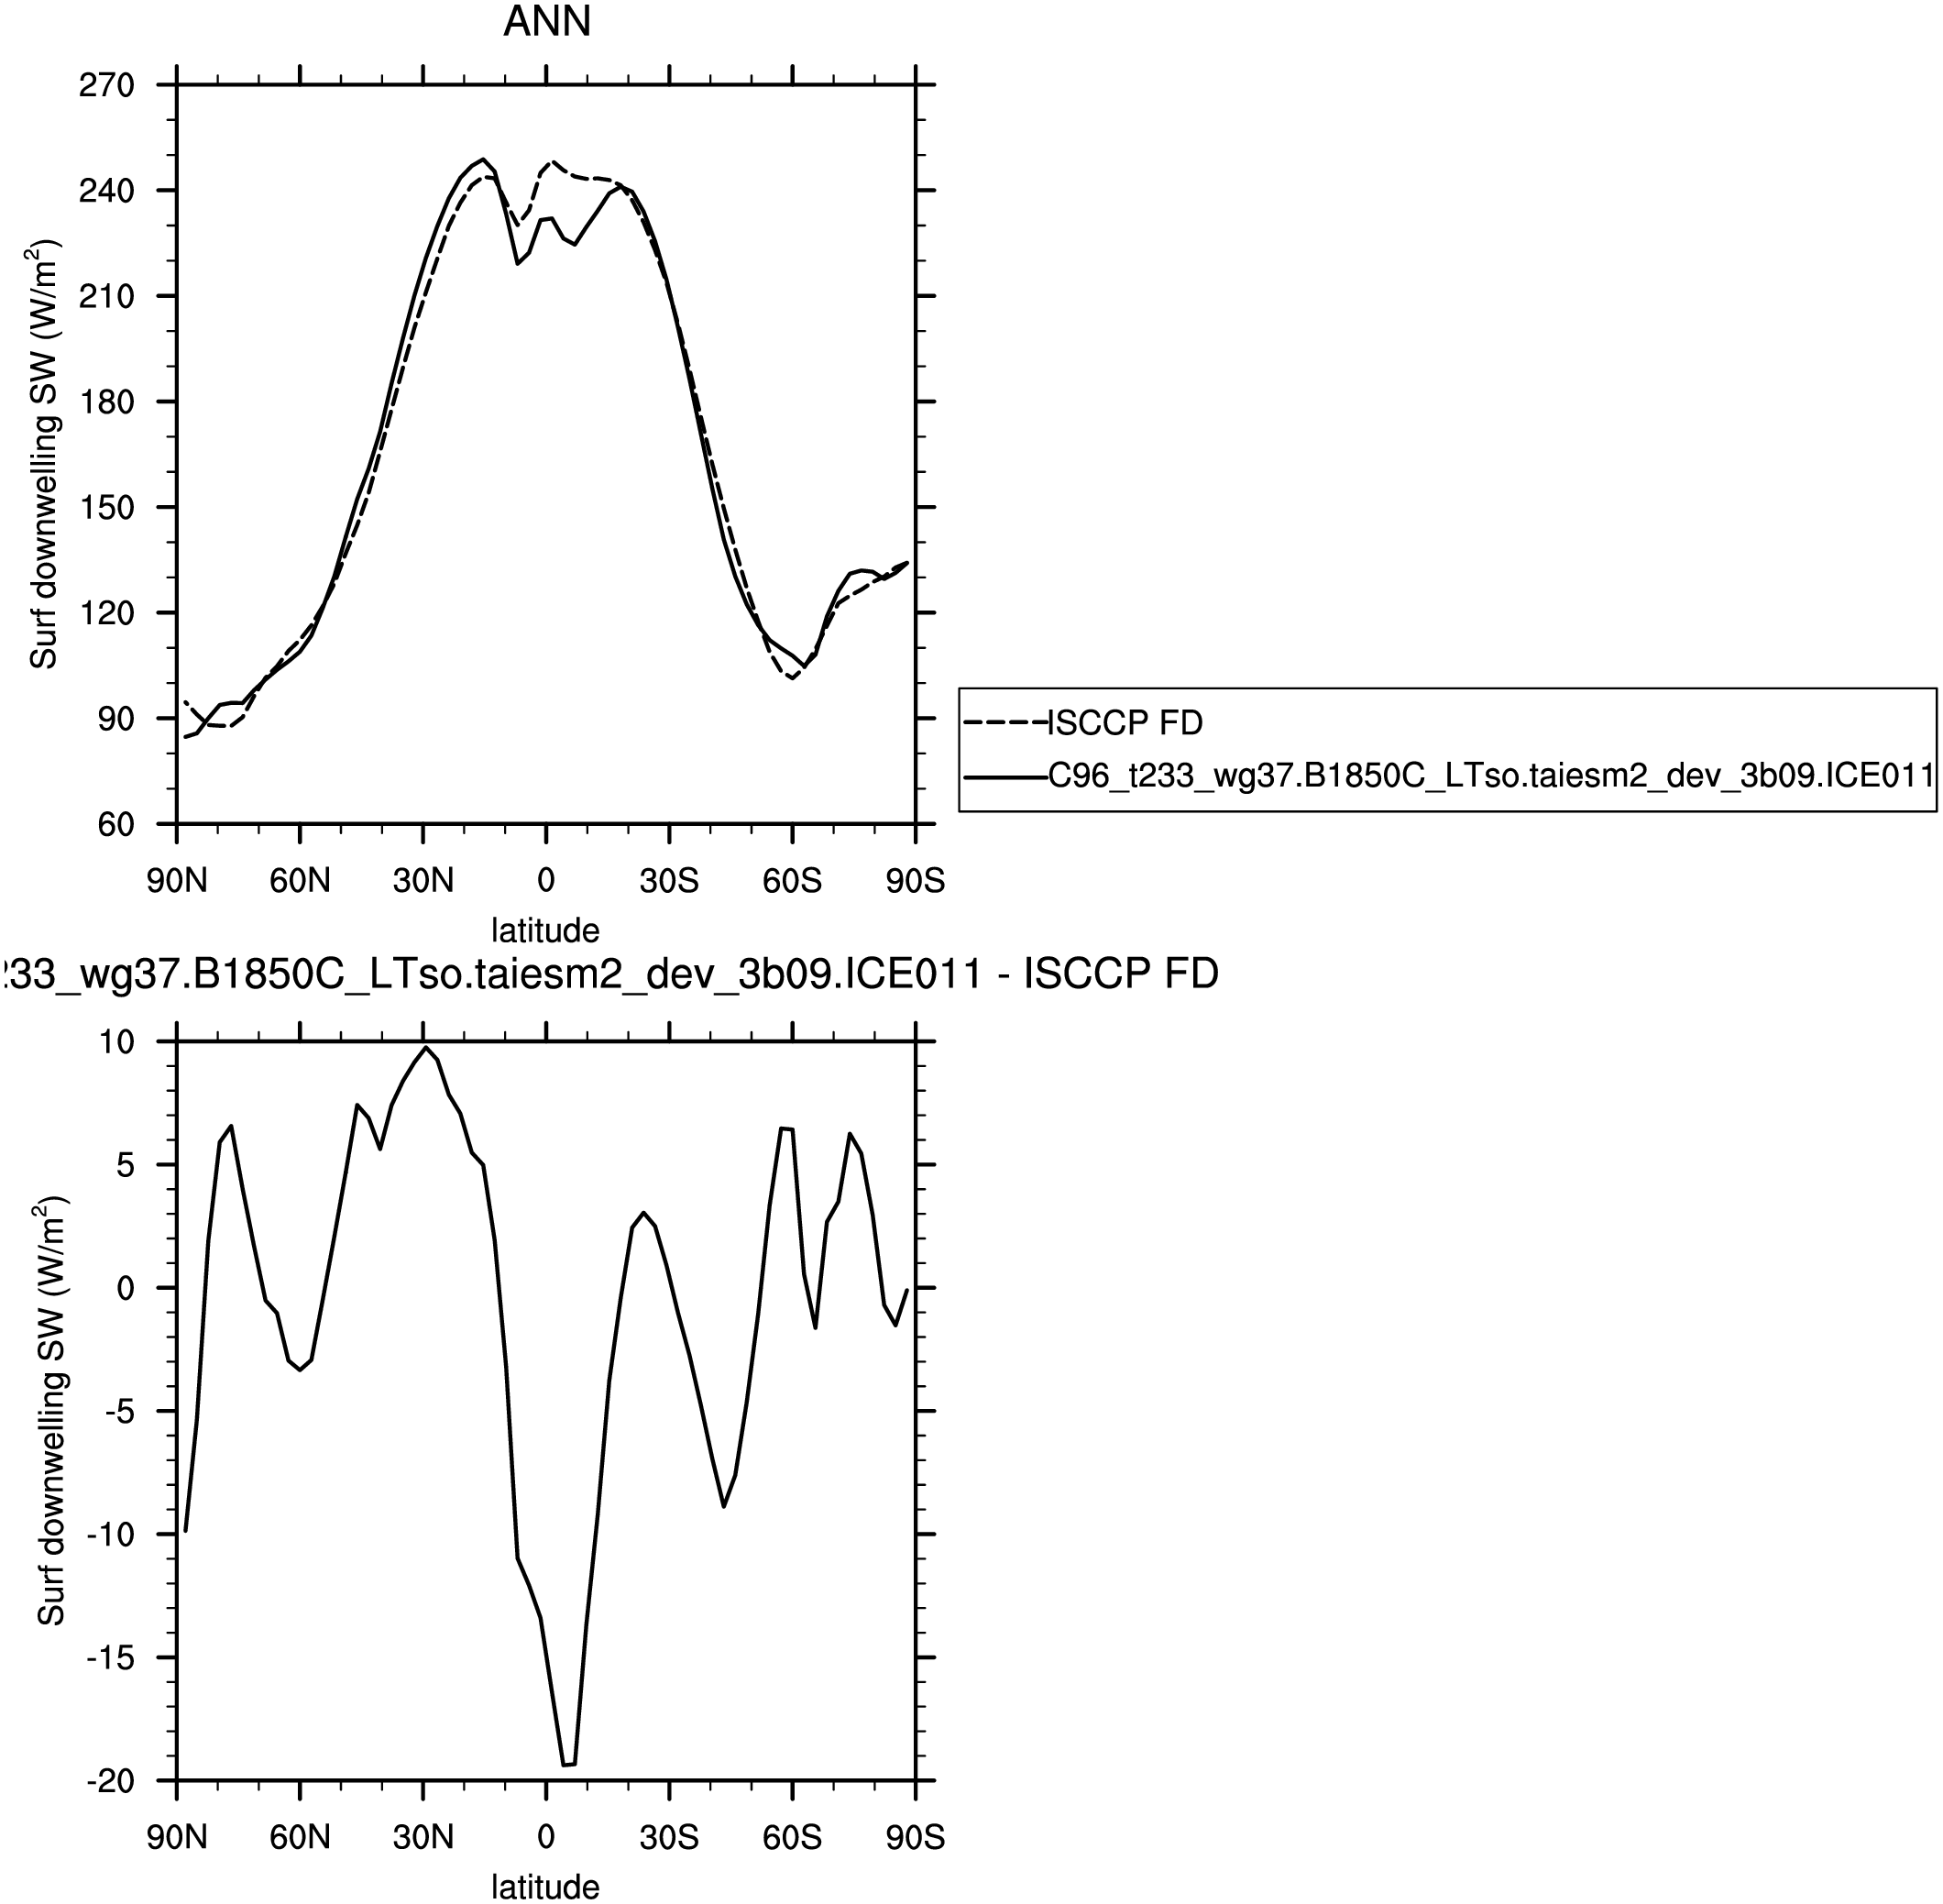 ANN
270
240
210
180
150
120
90
60
Surf downwelling SW (W/m²)
90N 60N 30N 0 30S 60S 90S
latitude
ISCCP FD
C96_t233_wg37.B1850C_LTso.taiesm2_dev_3b09.ICE011
33_wg37.B1850C_LTso.taiesm2_dev_3b09.ICE011 - ISCCP FD
10
5
0
-5
-10
-15
-20
Surf downwelling SW (W/m²)
90N 60N 30N 0 30S 60S 90S
latitude